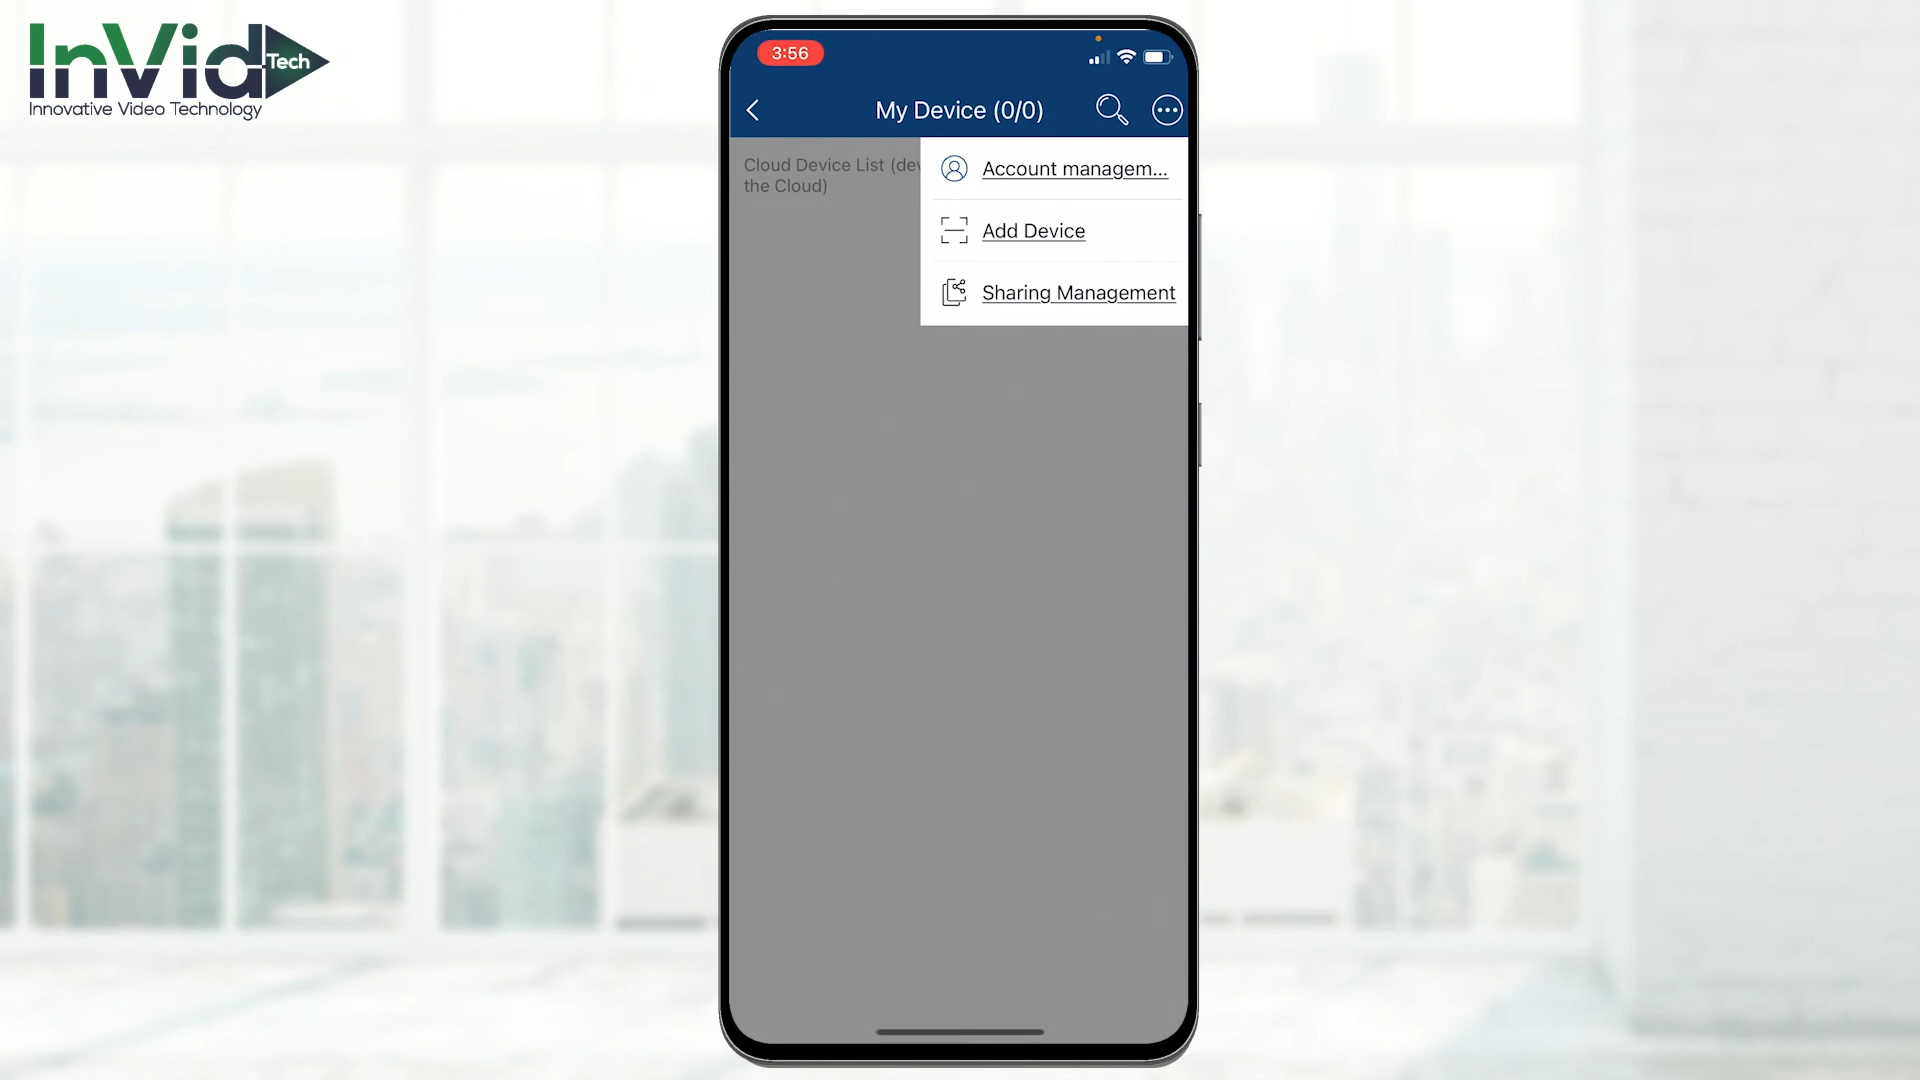 InVid Tech
Innovative Video Technology
3:56
My Device (0/0)
Cloud Device List (dev
the Cloud)
Account managem...
Add Device
Sharing Management